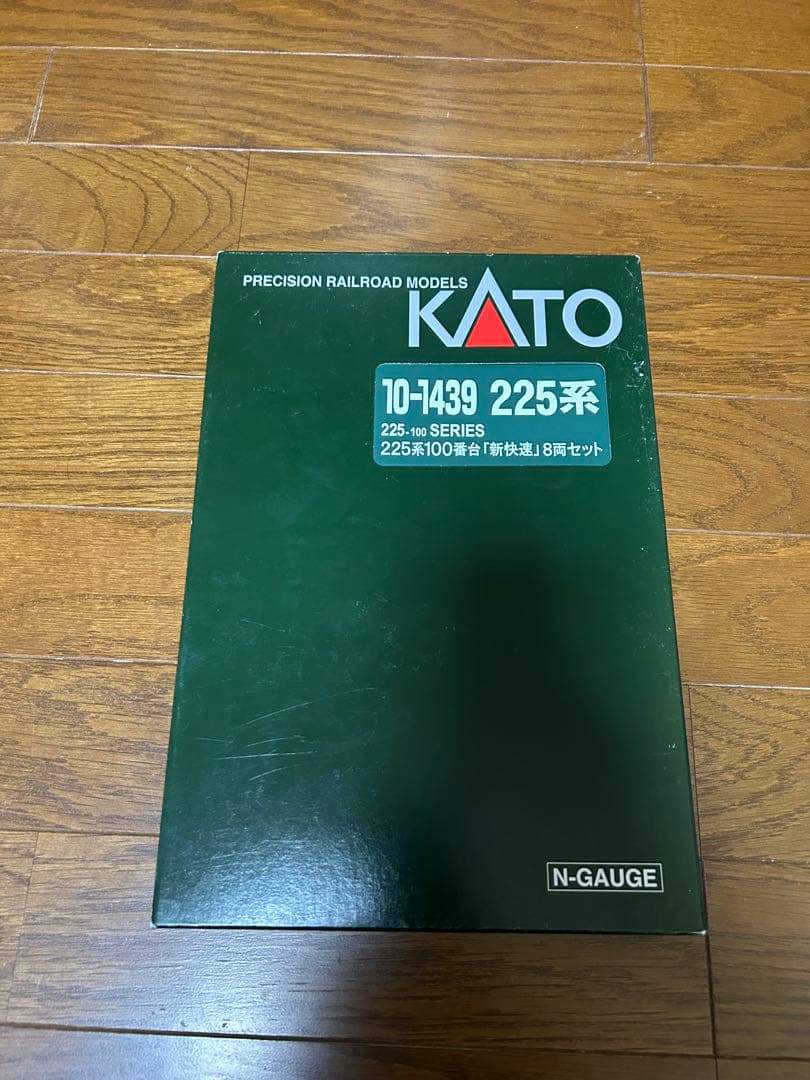 PRECISION RAILROAD MODELS
KATO
10-1439 225系
225-100 SERIES
225系100番台「新快速」8両セット
N-GAUGE